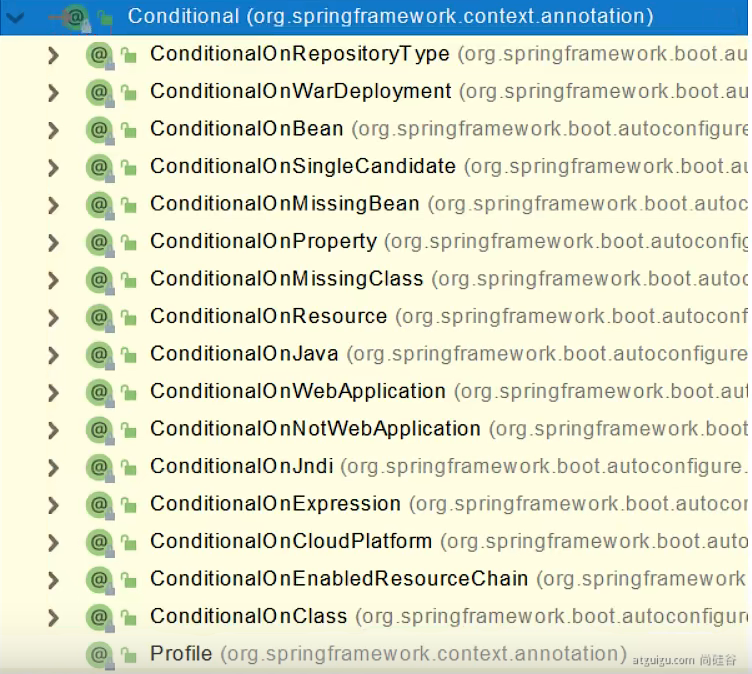 Conditional (org.springframework.context.annotation)
ConditionalOnRepositoryType (org.springframework.boot.au
ConditionalOnWarDeployment (org.springframework.boot.au
ConditionalOnBean (org.springframework.boot.autoconfigure
ConditionalOnSingleCandidate (org.springframework.boot.au
ConditionalOnMissingBean (org.springframework.boot.autoc
ConditionalOnProperty (org.springframework.boot.autoconfig
ConditionalOnMissingClass (org.springframework.boot.autoc
ConditionalOnResource (org.springframework.boot.autoconf
ConditionalOnJava (org.springframework.boot.autoconfigure
ConditionalOnWebApplication (org.springframework.boot.aut
ConditionalOnNotWebApplication (org.springframework.boot
ConditionalOnJndi (org.springframework.boot.autoconfigure.
ConditionalOnExpression (org.springframework.boot.autocor
ConditionalOnCloudPlatform (org.springframework.boot.auto
ConditionalOnEnabledResourceChain (org.springframework
ConditionalOnClass (org.springframework.boot.autoconfigure
Profile (org.springframework.context.annotation)
atguigu.com 尚硅谷